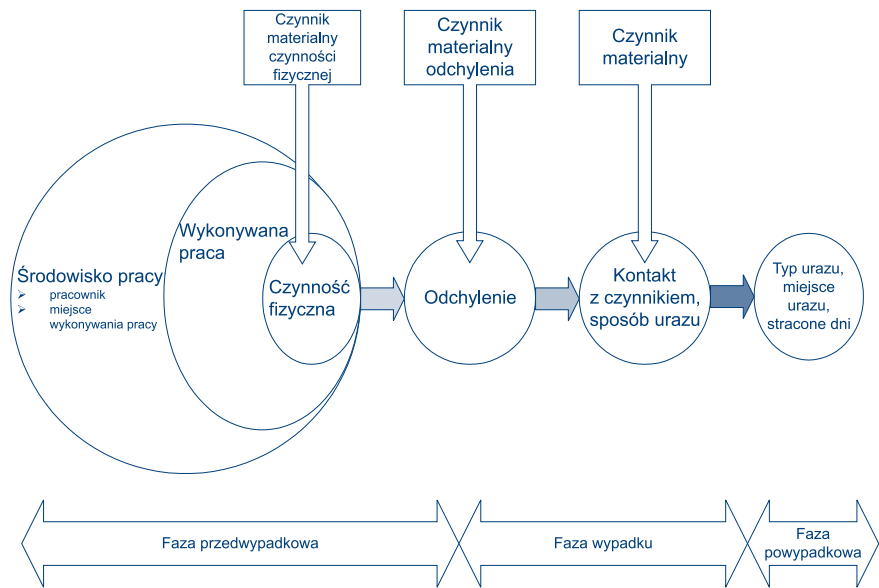 Czynnik
materialny
czynności
fizycznej
Czynnik
materialny
odchylenia
Czynnik
materialny
Środowisko pracy
➢ pracownik
➢ miejsce
wykonywania pracy
Wykonywana
praca
Czynność
fizyczna
Odchylenie
Kontakt
z czynnikiem,
sposób urazu
Typ urazu,
miejsce
urazu,
stracone dni
Faza przedwypadkowa
Faza wypadku
Faza
powypadkowa